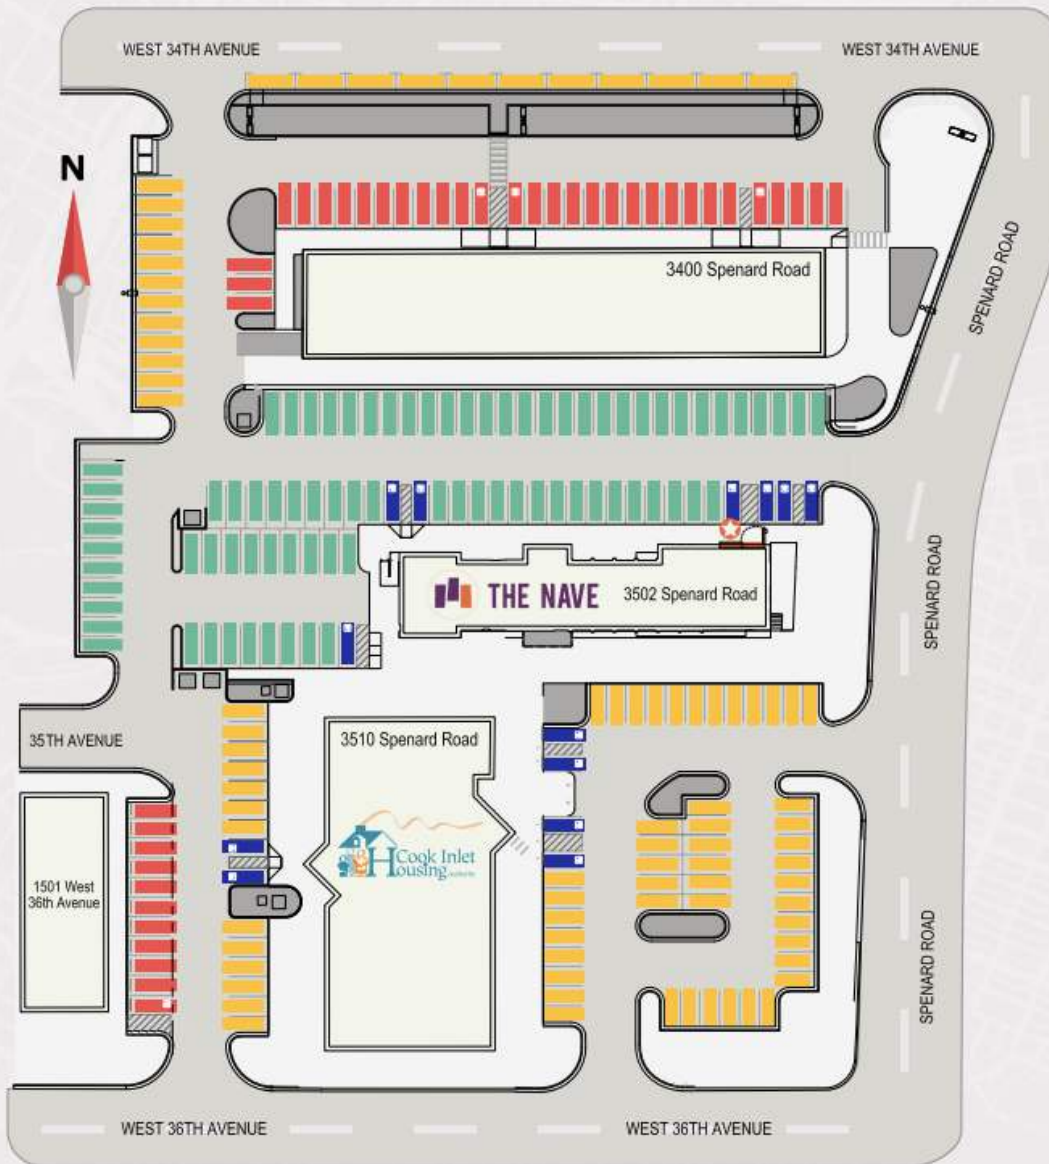 WEST 34TH AVENUE
WEST 34TH AVENUE
N
3400 Spenard Road
SPENARD ROAD
THE NAVE
3502 Spenard Road
SPENARD ROAD
35TH AVENUE
3510 Spenard Road
Cook Inlet
Housing
1501 West
36th Avenue
SPENARD ROAD
WEST 36TH AVENUE
WEST 36TH AVENUE